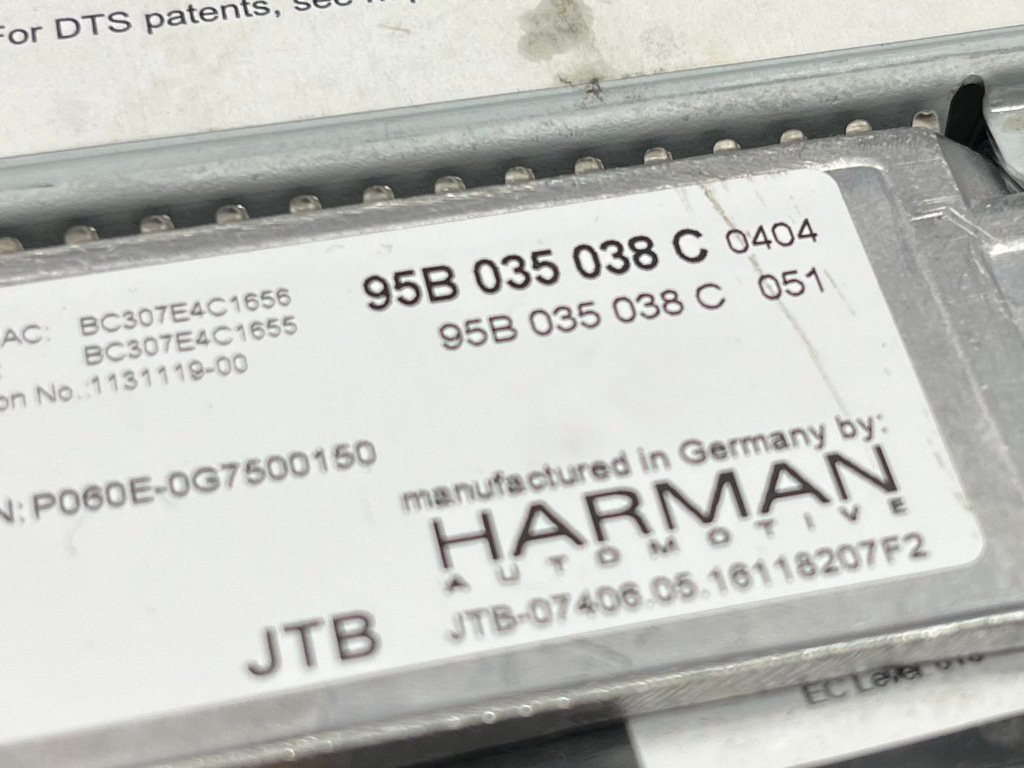 For DTS patents, see
95B 035 038 C 0404
95B 035 038 C 051
AC: BC307E4C1656
: BC307E4C1655
on No.:1131119-00
N: P060E-0G7500150
manufactured in Germany by:
HARMAN
AUTOMOTIVE
JTB
JTB-07406.05.16118207F2
EC Level